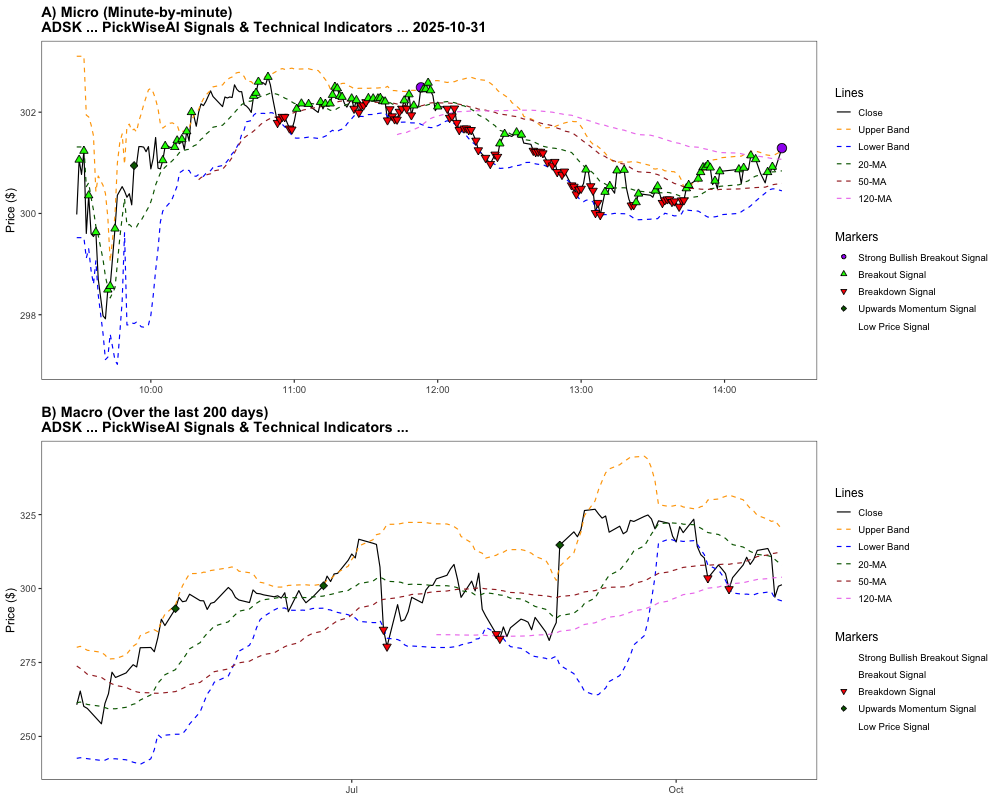 A) Micro (Minute-by-minute)
ADSK ... PickWiseAI Signals & Technical Indicators ... 2025-10-31
Price ($)
302
300
298
10:00
11:00
12:00
13:00
14:00
Lines
Close
Upper Band
Lower Band
20-MA
50-MA
120-MA
Markers
Strong Bullish Breakout Signal
Breakout Signal
Breakdown Signal
Upwards Momentum Signal
Low Price Signal
B) Macro (Over the last 200 days)
ADSK ... PickWiseAI Signals & Technical Indicators ...
Price ($)
325
300
275
250
Jul
Oct
Lines
Close
Upper Band
Lower Band
20-MA
50-MA
120-MA
Markers
Strong Bullish Breakout Signal
Breakout Signal
Breakdown Signal
Upwards Momentum Signal
Low Price Signal